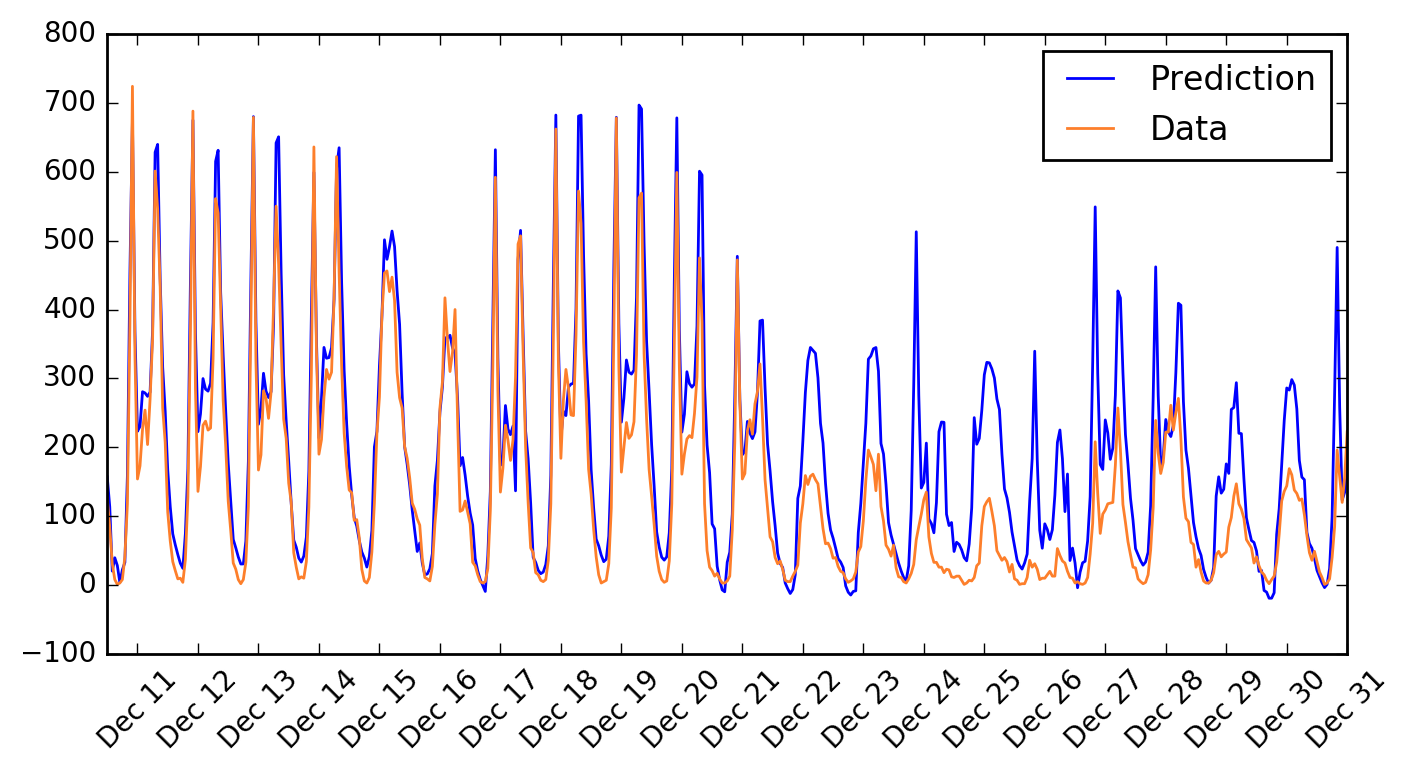 800
700
600
500
400
300
200
100
0
−100
Prediction
Data
Dec 11
Dec 12
Dec 13
Dec 14
Dec 15
Dec 16
Dec 17
Dec 18
Dec 19
Dec 20
Dec 21
Dec 22
Dec 23
Dec 24
Dec 25
Dec 26
Dec 27
Dec 28
Dec 29
Dec 30
Dec 31